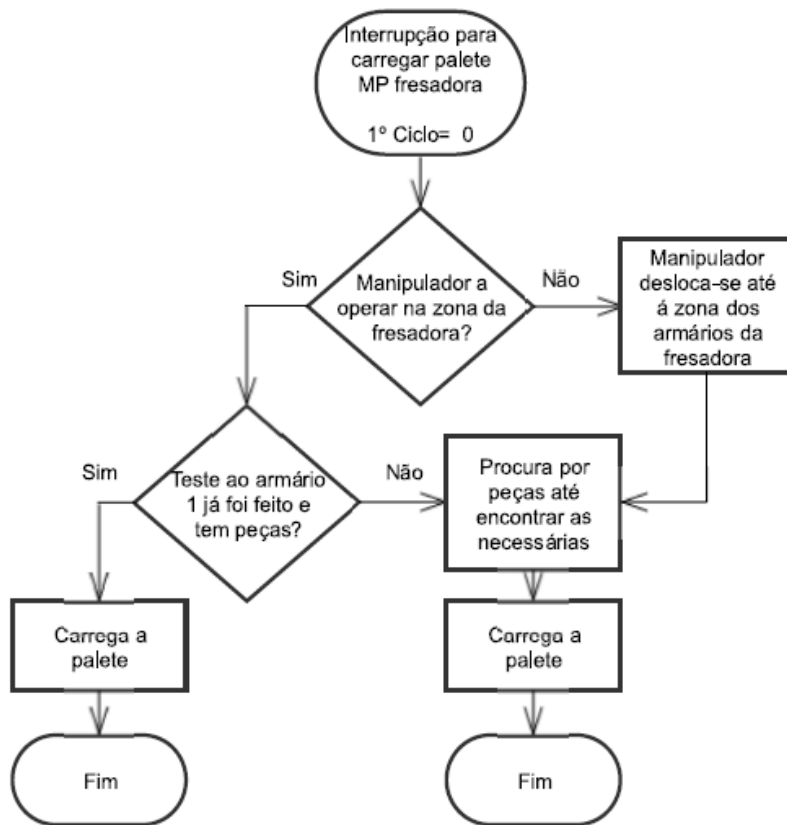 Interrupção para
carregar palete
MP fresadora
1º Ciclo= 0
Sim
Manipulador a
operar na zona da
fresadora?
Não
Manipulador
desloca-se até
á zona dos
armários da
fresadora
Sim
Teste ao armário
1 já foi feito e
tem peças?
Não
Procura por
peças até
encontrar as
necessárias
Carrega a
palete
Carrega a
palete
Fim
Fim